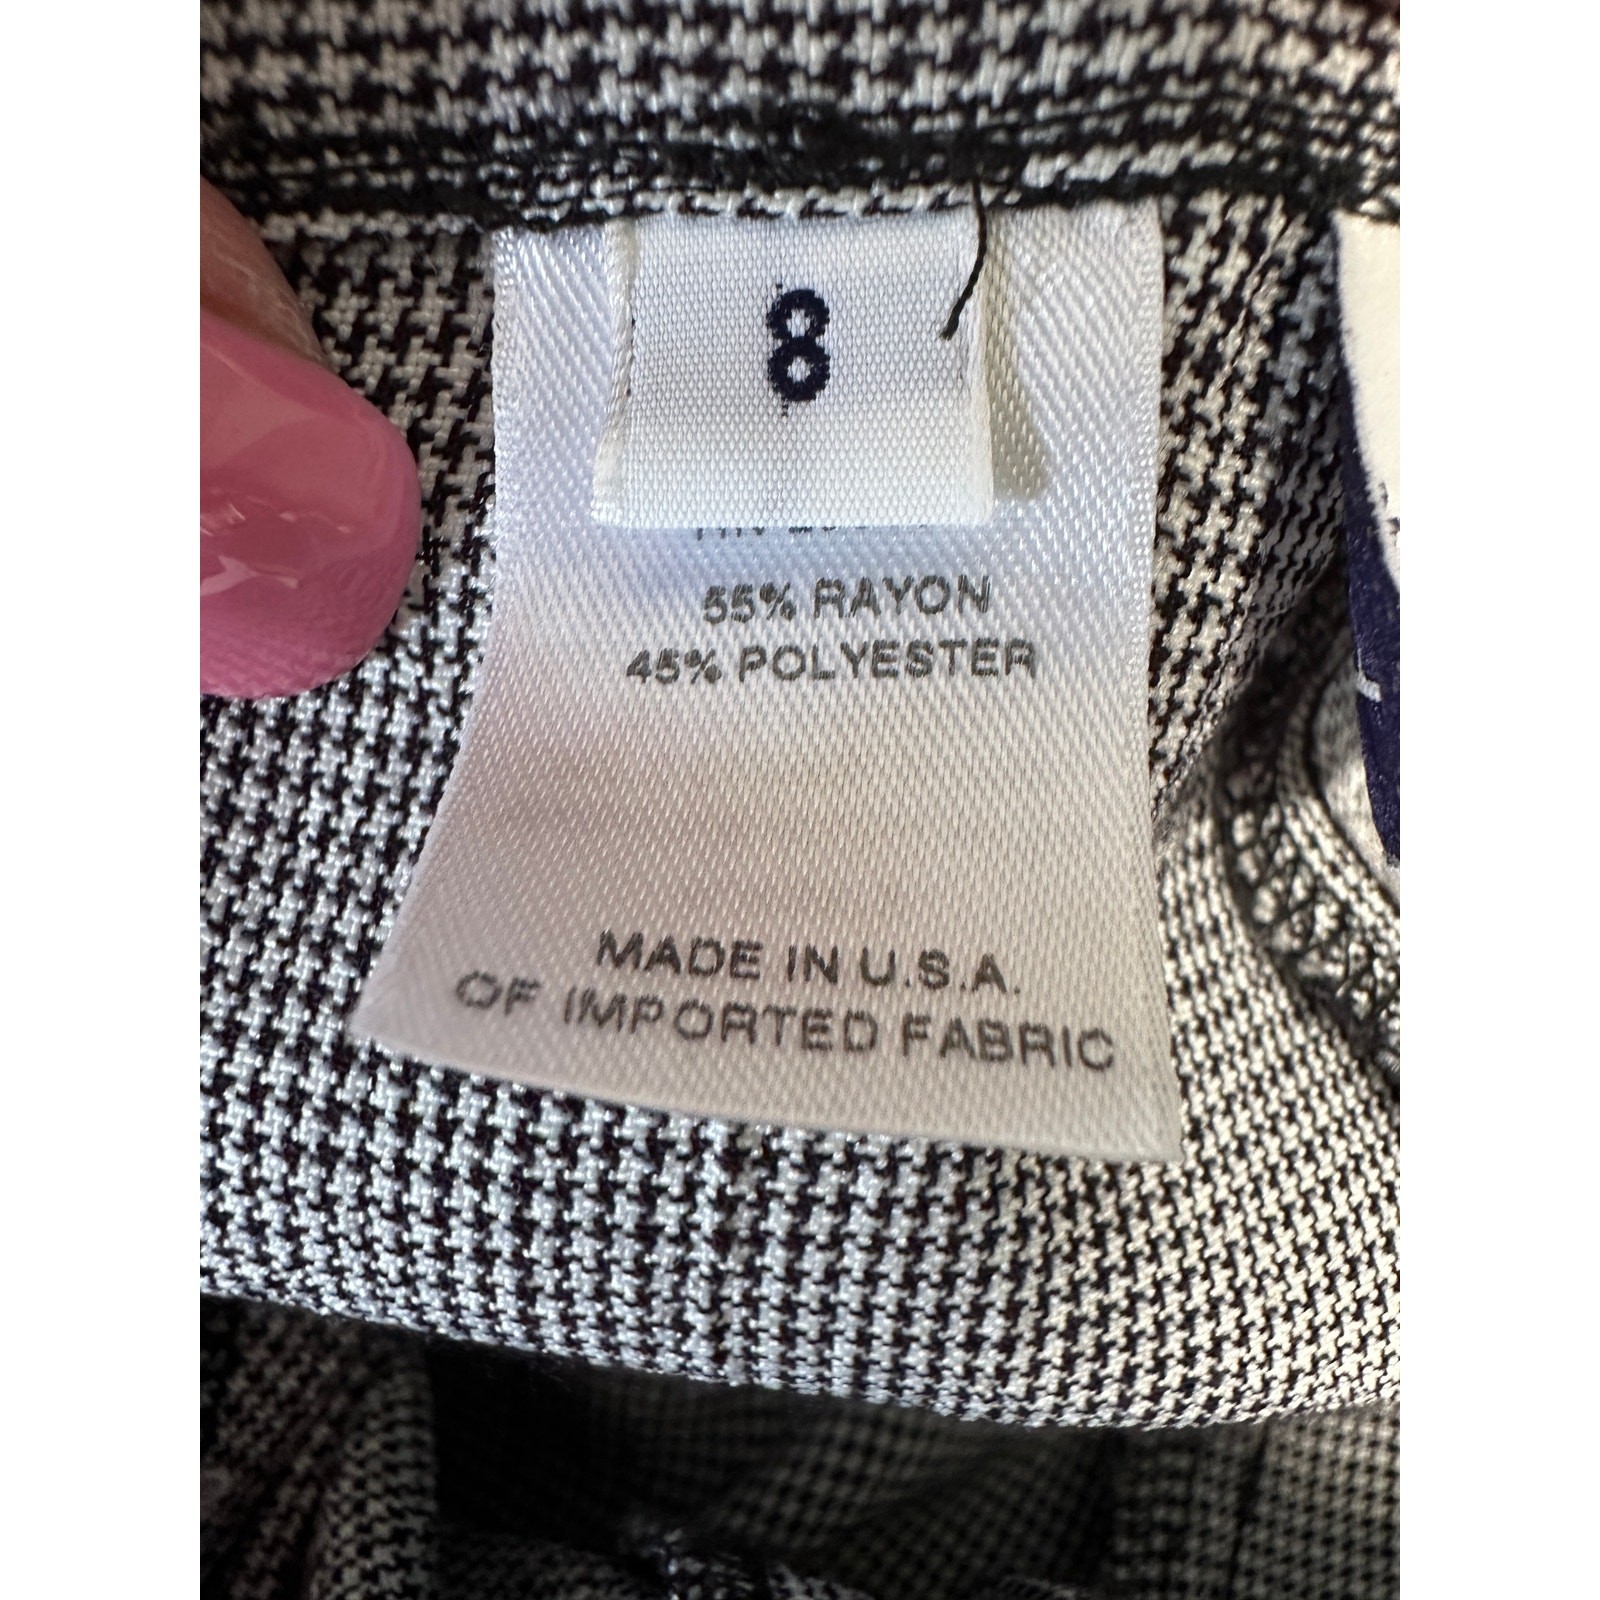 8
55% RAYON
45% POLYESTER
MADE IN U.S.A.
OF IMPORTED FABRIC